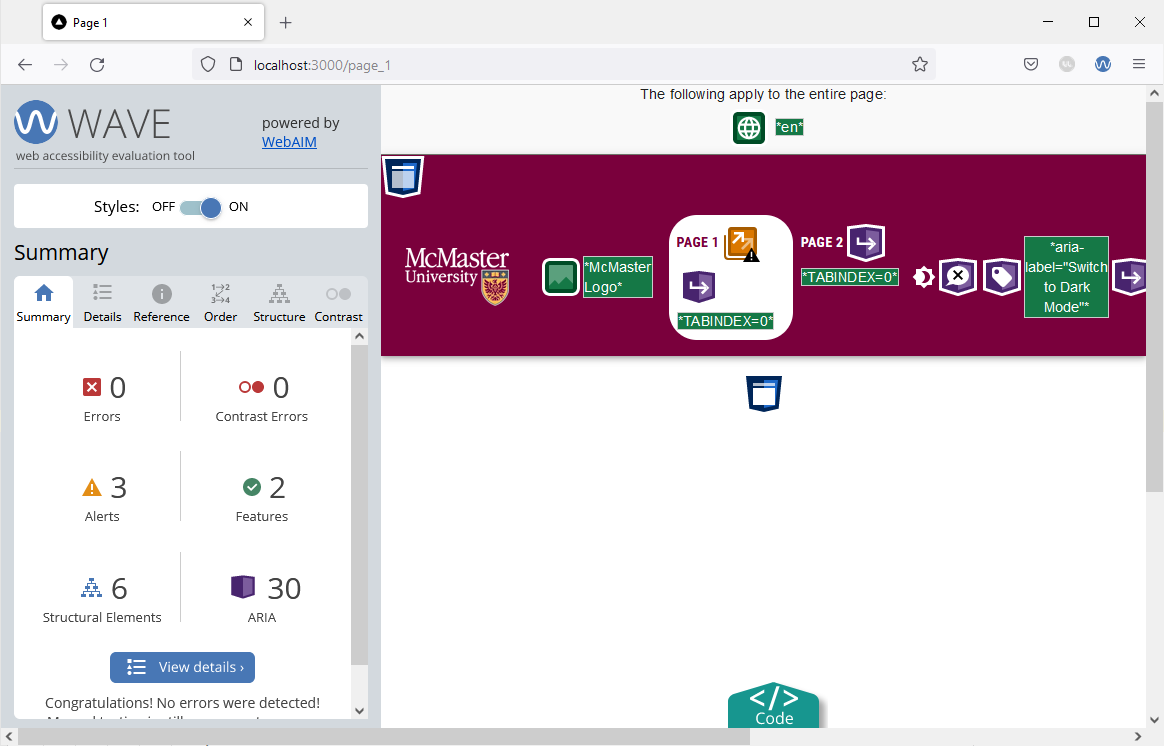 Page 1
localhost:3000/page_1
WAVE
web accessibility evaluation tool
powered by
WebAIM
Styles: OFF ON
Summary
Summary Details Reference Order Structure Contrast
0
Errors
0
Contrast Errors
3
Alerts
2
Features
6
Structural Elements
30
ARIA
View details ›
Congratulations! No errors were detected!
The following apply to the entire page:
*en*
McMaster
University
*McMaster
Logo*
PAGE 1
*TABINDEX=0*
PAGE 2
*TABINDEX=0*
*aria-
label="Switch
to Dark
Mode"*
</>
Code